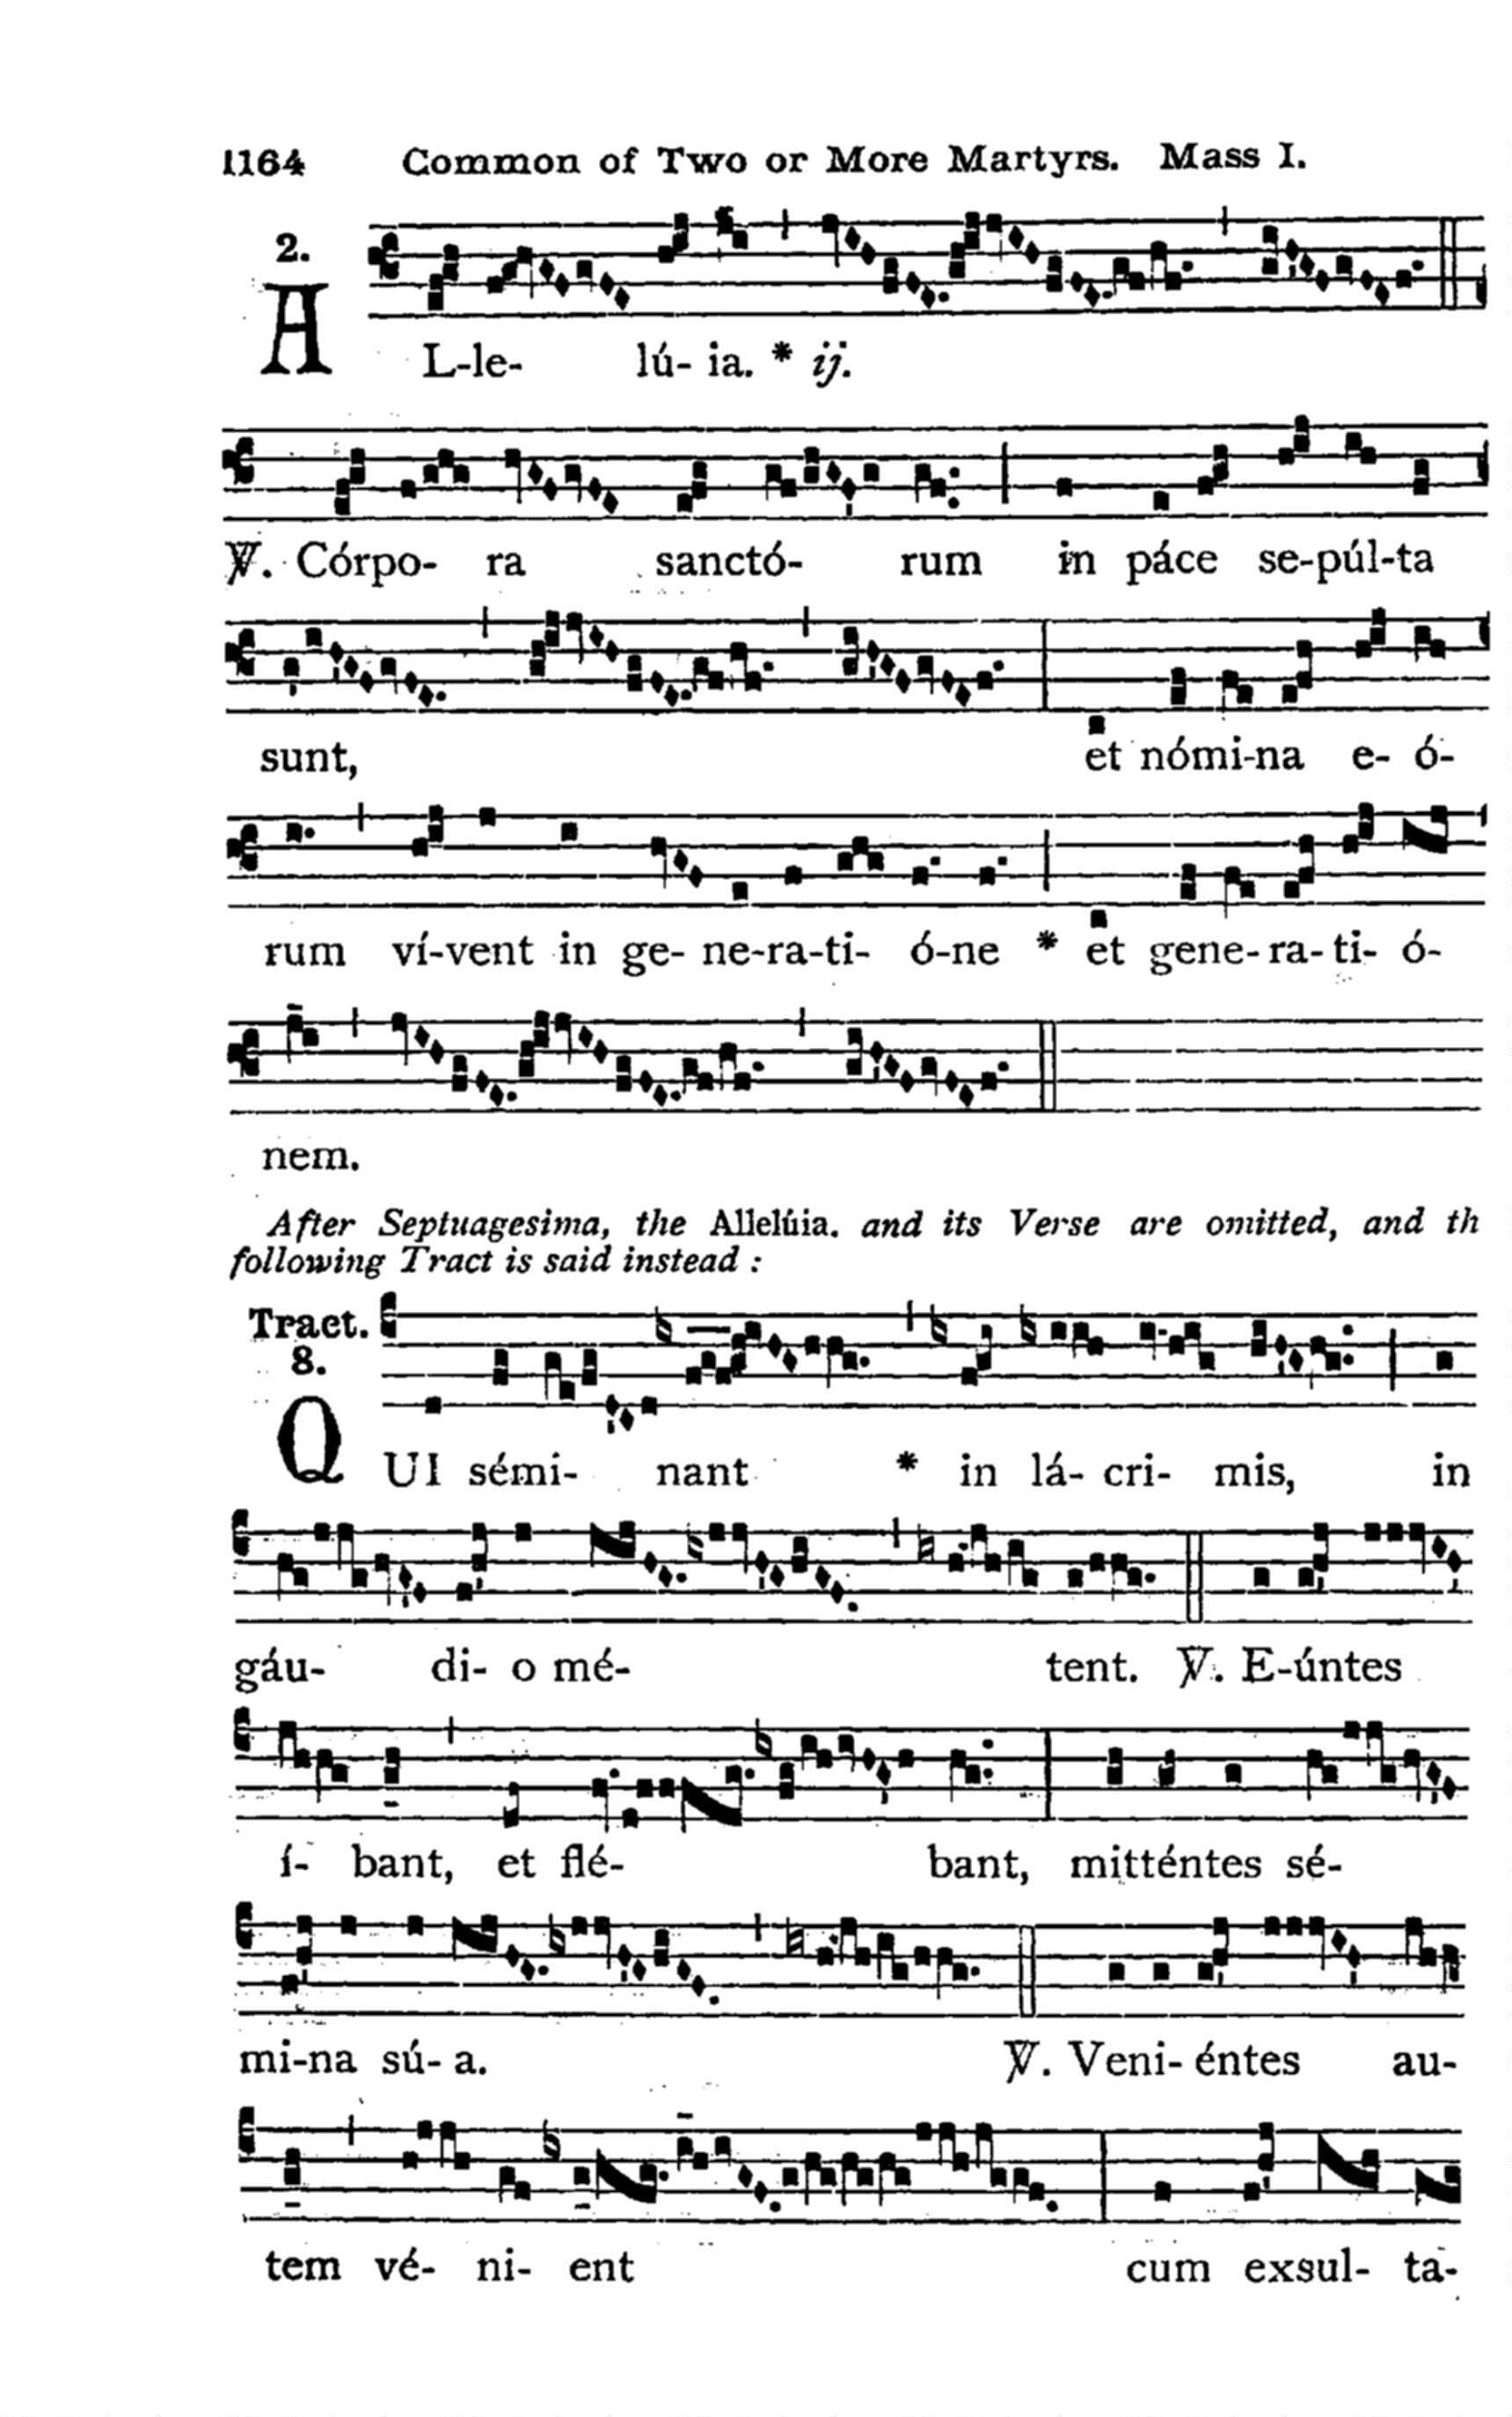 1164 Common of Two or More Martyrs. Mass I.
2.
AL-le- lú- ia. * ij.
℣. Córpo- ra sanctó- rum in páce se-púl-ta
sunt, et nómi-na e- ó-
rum ví-vent in ge- ne-ra-ti- ó-ne * et gene-ra-ti- ó-
nem.
After Septuagesima, the Allelúia. and its Verse are omitted, and th
following Tract is said instead :
Tract.
8.
QUI sémi- nant * in lá- cri- mis, in
gáu- di- o mé- tent. ℣. E-úntes
í- bant, et flé- bant, mitténtes sé-
mi-na sú- a. ℣. Veni- éntes au-
tem vé- ni- ent cum exsul- ta-